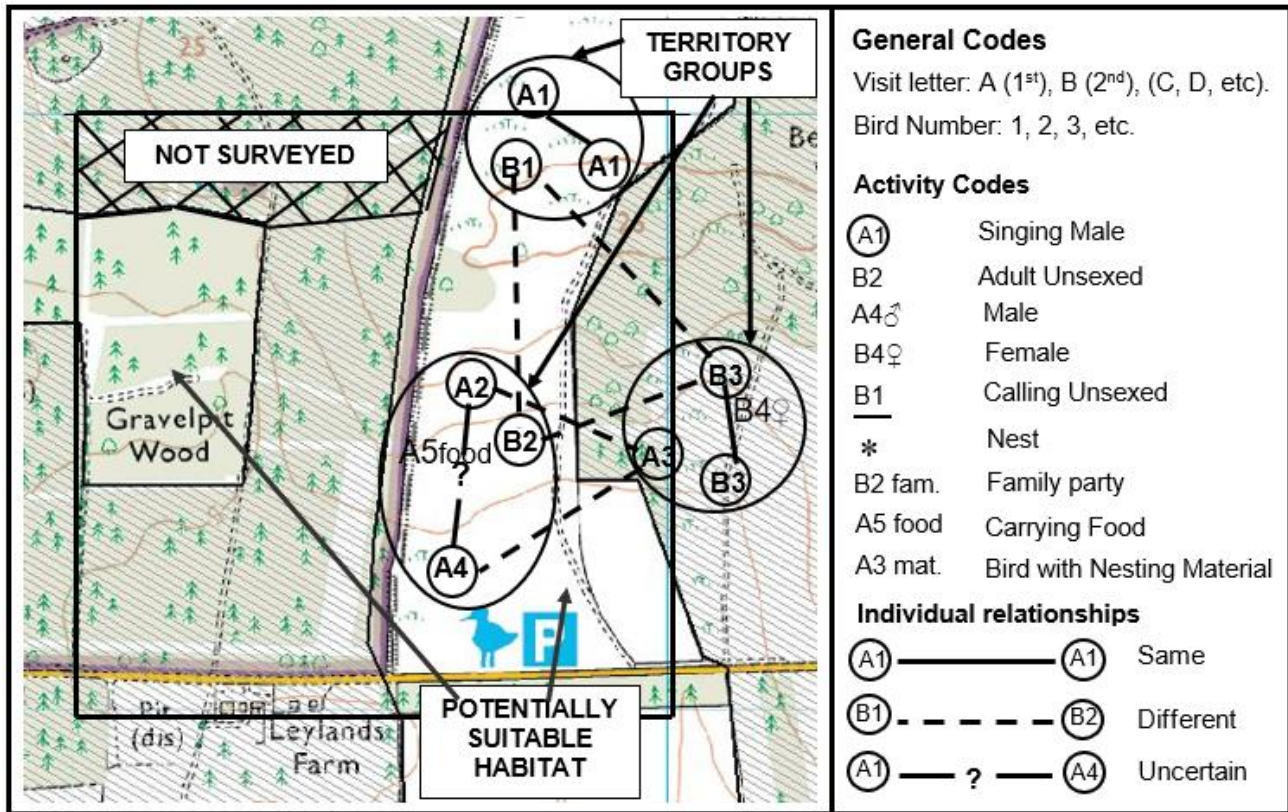 25
TERRITORY
GROUPS
A1
NOT SURVEYED
B1
A1
Be
A2
B3
B4♀
Gravelpit
Wood
B2
A5food
A3
?
B3
A4
P
Pit
(dis)
Leylands
Farm
POTENTIALLY
SUITABLE
HABITAT
General Codes
Visit letter: A (1st), B (2nd), (C, D, etc).
Bird Number: 1, 2, 3, etc.
Activity Codes
A1 Singing Male
B2 Adult Unsexed
A4♂ Male
B4♀ Female
B1 Calling Unsexed
* Nest
B2 fam. Family party
A5 food Carrying Food
A3 mat. Bird with Nesting Material
Individual relationships
A1 A1 Same
B1 B2 Different
A1 ? A4 Uncertain